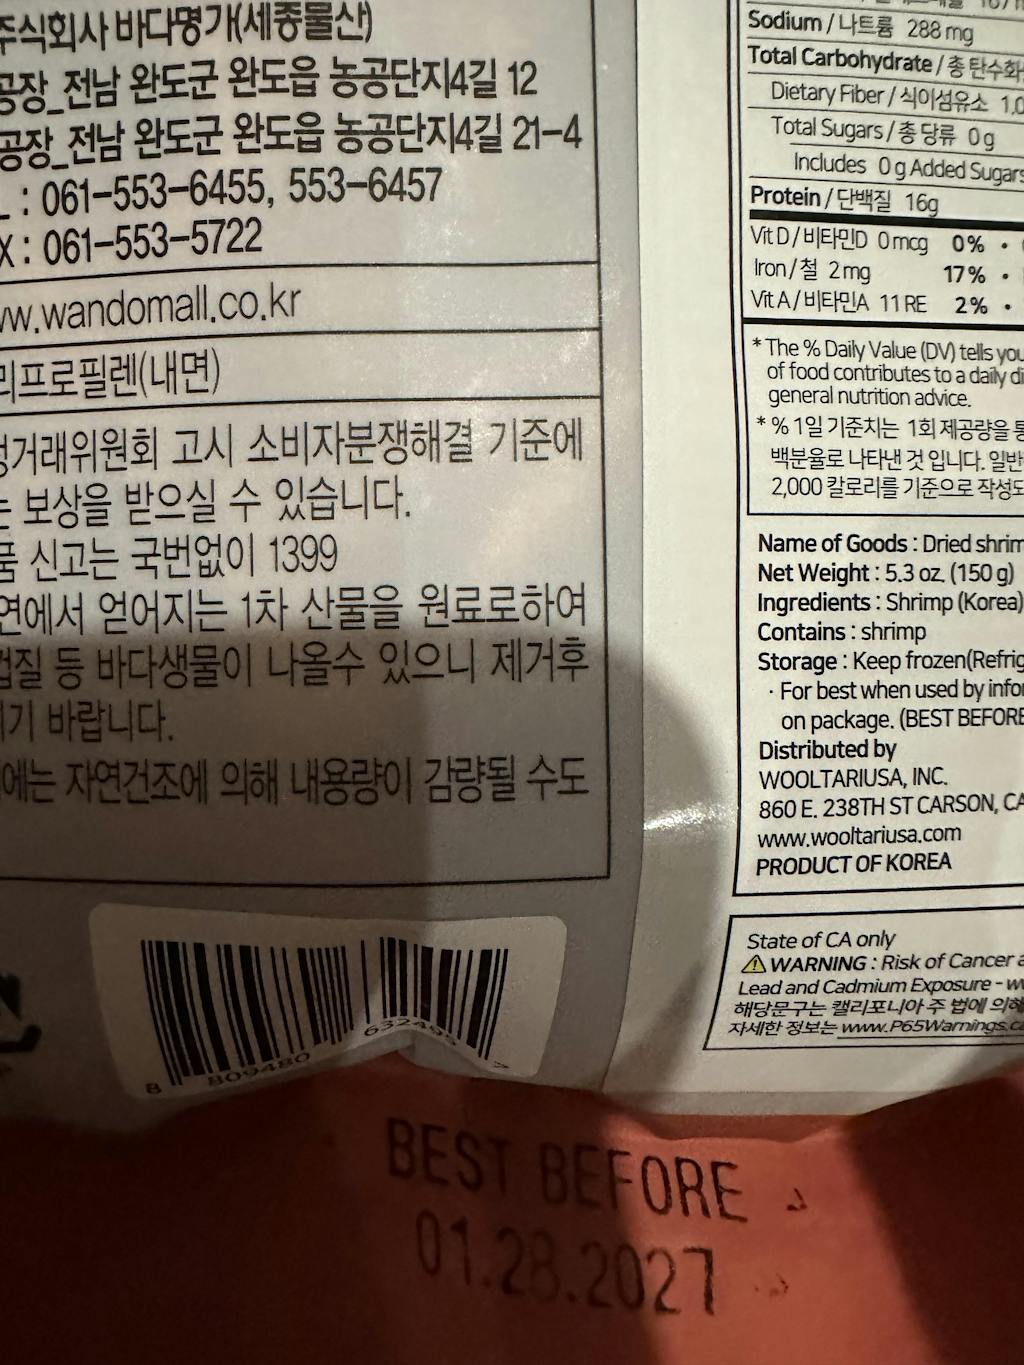 주식회사 바다명가(세종물산)
공장_전남 완도군 완도읍 농공단지4길 12
공장_전남 완도군 완도읍 농공단지4길 21-4
: 061-553-6455, 553-6457
X : 061-553-5722
www.wandomall.co.kr
리프로필렌(내면)
정거래위원회 고시 소비자분쟁해결 기준에
는 보상을 받으실 수 있습니다.
품 신고는 국번없이 1399
연에서 얻어지는 1차 산물을 원료로하여
껍질 등 바다생물이 나올수 있으니 제거후
기 바랍니다.
에는 자연건조에 의해 내용량이 감량될 수도
8 809480 632495
Sodium / 나트륨 288 mg
Total Carbohydrate / 총 탄수화
Dietary Fiber / 식이섬유소 1.0
Total Sugars / 총 당류 0 g
Includes 0 g Added Sugars
Protein / 단백질 16g
Vit D / 비타민D 0 mcg 0% •
Iron / 철 2 mg 17% •
Vit A / 비타민A 11 RE 2% •
* The % Daily Value (DV) tells you
of food contributes to a daily di
general nutrition advice.
* % 1일 기준치는 1회 제공량을 통
백분율로 나타낸 것 입니다. 일반
2,000 칼로리를 기준으로 작성되
Name of Goods : Dried shrim
Net Weight : 5.3 oz. (150 g)
Ingredients : Shrimp (Korea)
Contains : shrimp
Storage : Keep frozen(Refrig
· For best when used by infor
on package. (BEST BEFORE
Distributed by
WOOLTARIUSA, INC.
860 E. 238TH ST CARSON, CA
www.wooltariusa.com
PRODUCT OF KOREA
State of CA only
⚠ WARNING : Risk of Cancer a
Lead and Cadmium Exposure - w
해당문구는 캘리포니아 주 법에 의해
자세한 정보는 www.P65Warnings.ca
BEST BEFORE
01.28.2027